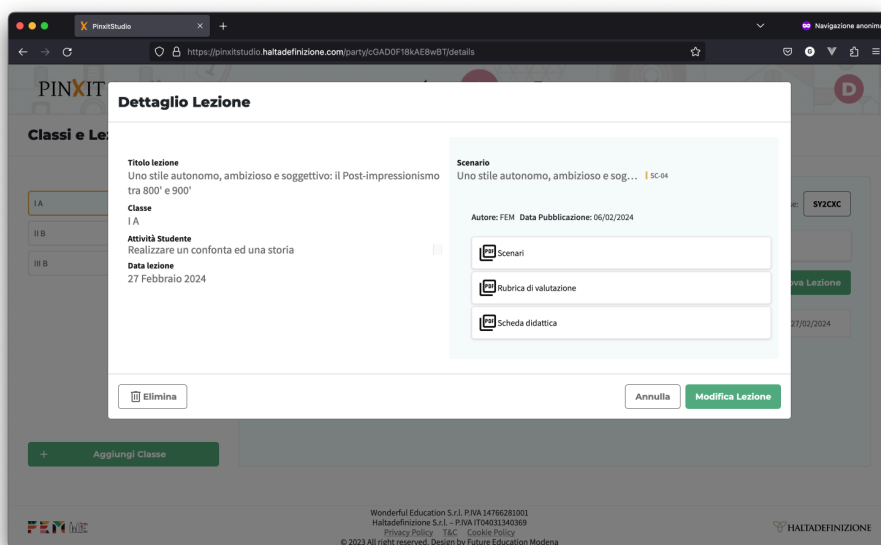 PinxitStudio
Navigazione anonima
https://pinxitstudio.haltadefinizione.com/party/cGAD0F18kAE8wBT/details
PINXIT
D
Classi e Le
Dettaglio Lezione
Titolo lezione
Uno stile autonomo, ambizioso e soggettivo: il Post-impressionismo
tra 800' e 900'
Classe
I A
Attività Studente
Realizzare un confonta ed una storia
Data lezione
27 Febbraio 2024
Scenario
Uno stile autonomo, ambizioso e sog... SC-04
Autore: FEM Data Pubblicazione: 06/02/2024
PDF Scenari
PDF Rubrica di valutazione
PDF Scheda didattica
Elimina
Annulla
Modifica Lezione
I A
II B
III B
SY2CXC
ova Lezione
27/02/2024
+ Aggiungi Classe
FEM
Wonderful Education S.r.l. P.IVA 14766281001
Haltadefinizione S.r.l. – P.IVA IT04031340369
Privacy Policy T&C Cookie Policy
© 2023 All right reserved. Design by Future Education Modena
HALTADEFINIZIONE